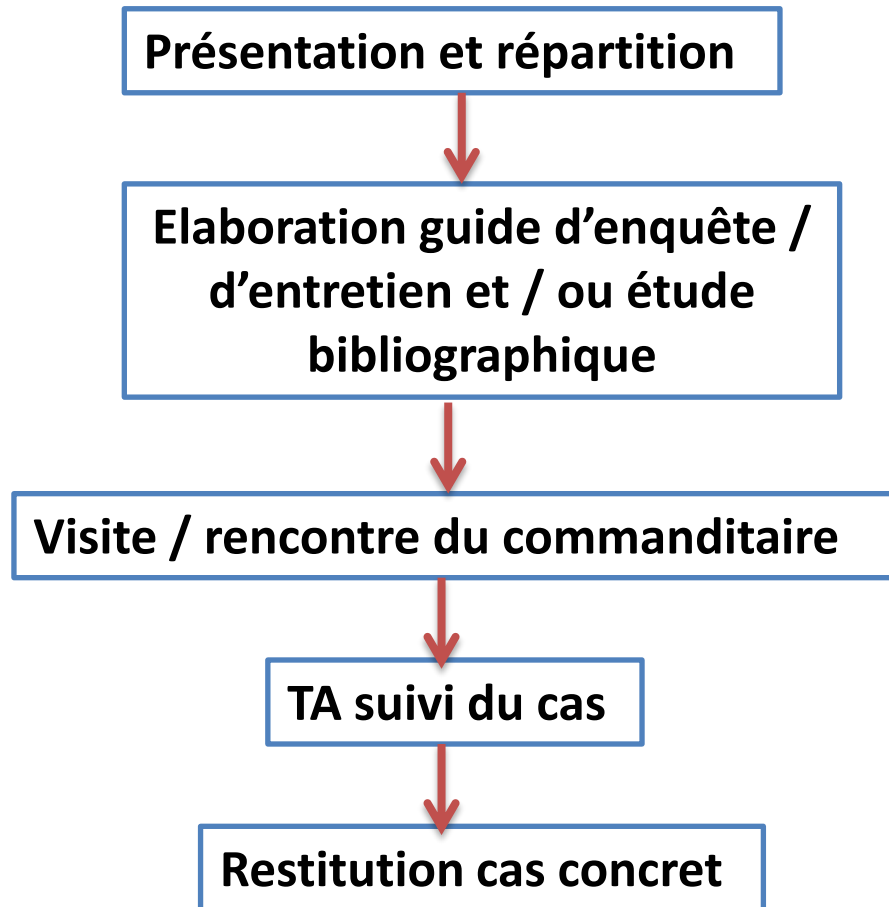 Présentation et répartition
Elaboration guide d’enquête /
d’entretien et / ou étude
bibliographique
Visite / rencontre du commanditaire
TA suivi du cas
Restitution cas concret